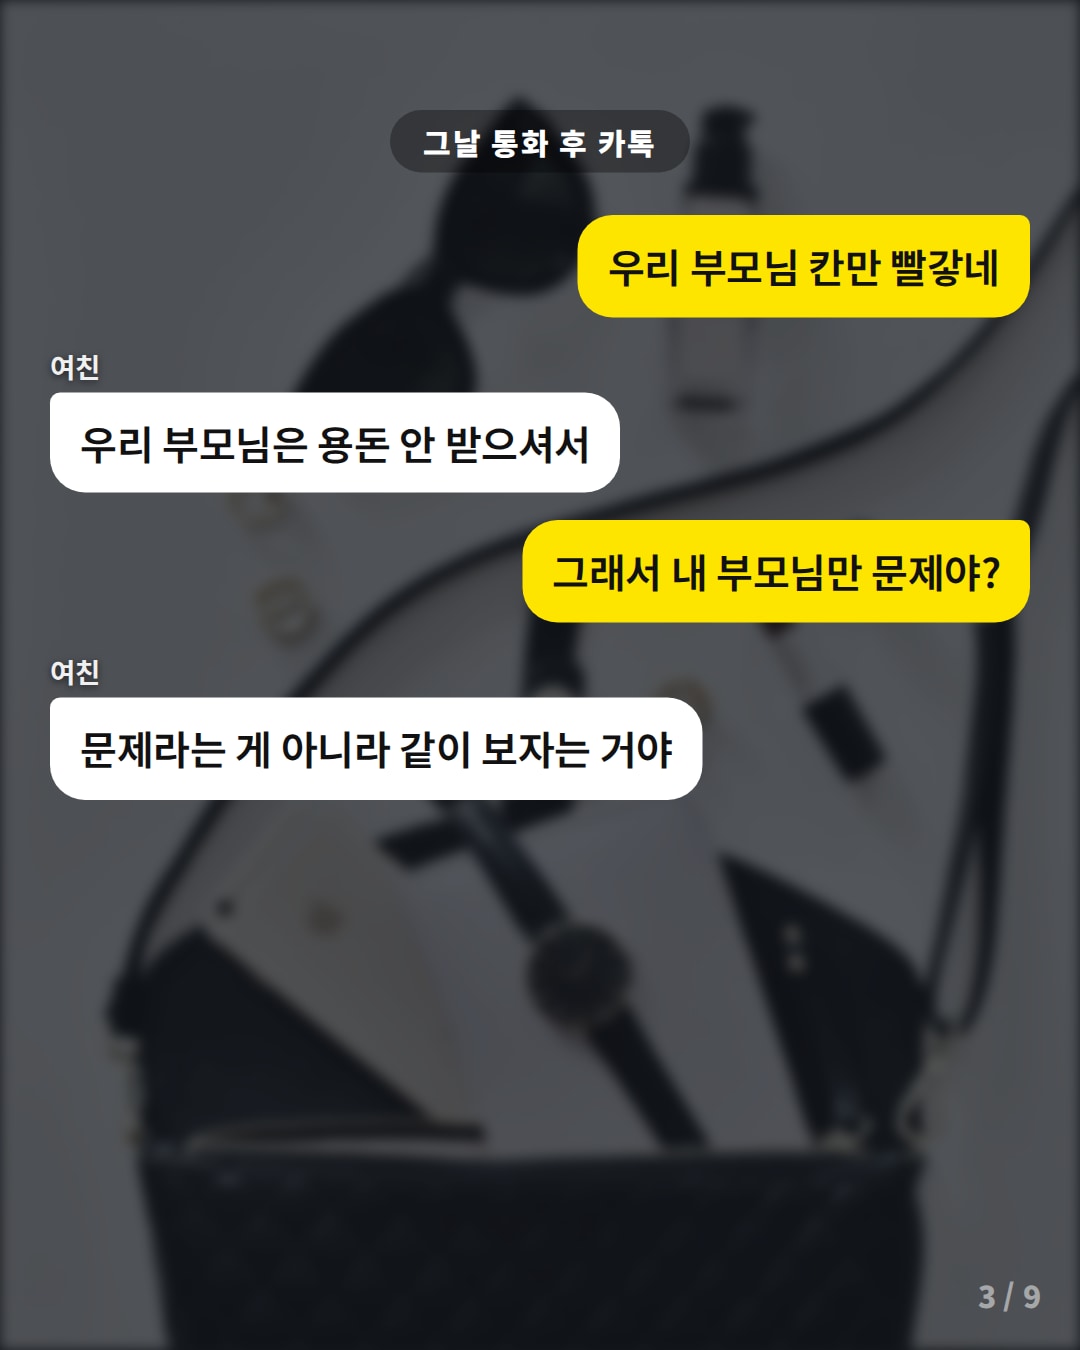 그날 통화 후 카톡
우리 부모님 칸만 빨갛네
여친
우리 부모님은 용돈 안 받으셔서
그래서 내 부모님만 문제야?
여친
문제라는 게 아니라 같이 보자는 거야
3 / 9